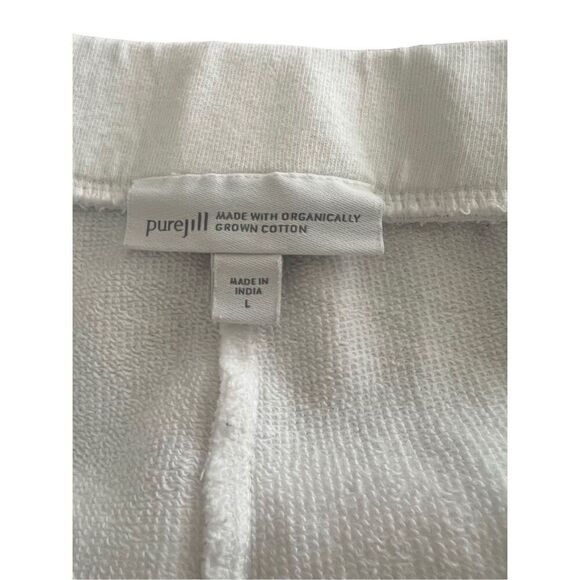 purejill MADE WITH ORGANICALLY
GROWN COTTON
MADE IN
INDIA
L